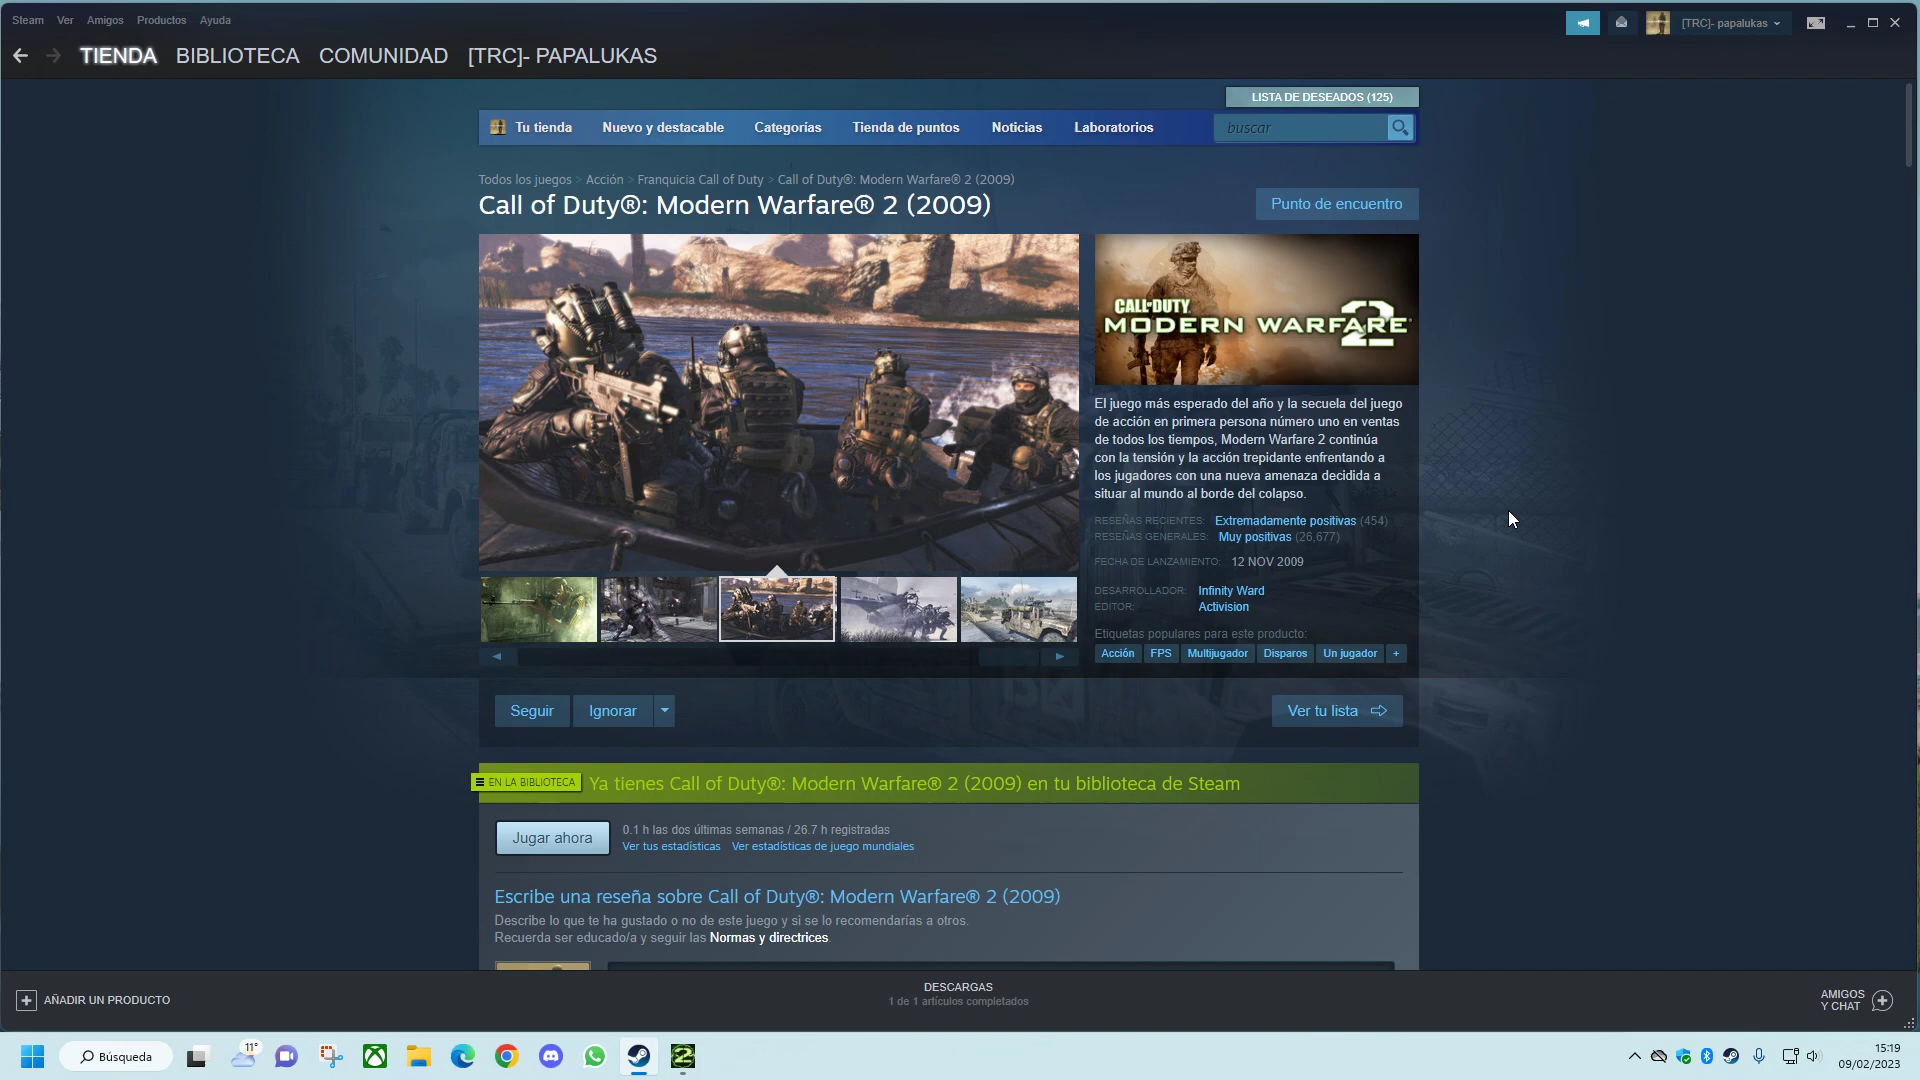 Steam Ver Amigos Productos Ayuda
[TRC]- papalukas
TIENDA BIBLIOTECA COMUNIDAD [TRC]- PAPALUKAS
LISTA DE DESEADOS (125)
Tu tienda Nuevo y destacable Categorías Tienda de puntos Noticias Laboratorios buscar
Todos los juegos > Acción > Franquicia Call of Duty > Call of Duty®: Modern Warfare® 2 (2009)
Call of Duty®: Modern Warfare® 2 (2009)
Punto de encuentro
CALL OF DUTY
MODERN WARFARE 2
El juego más esperado del año y la secuela del juego
de acción en primera persona número uno en ventas
de todos los tiempos, Modern Warfare 2 continúa
con la tensión y la acción trepidante enfrentando a
los jugadores con una nueva amenaza decidida a
situar al mundo al borde del colapso.
RESEÑAS RECIENTES: Extremadamente positivas (454)
RESEÑAS GENERALES: Muy positivas (26,677)
FECHA DE LANZAMIENTO: 12 NOV 2009
DESARROLLADOR: Infinity Ward
EDITOR: Activision
Etiquetas populares para este producto:
Acción FPS Multijugador Disparos Un jugador +
Seguir Ignorar Ver tu lista
EN LA BIBLIOTECA Ya tienes Call of Duty®: Modern Warfare® 2 (2009) en tu biblioteca de Steam
Jugar ahora
0.1 h las dos últimas semanas / 26.7 h registradas
Ver tus estadísticas Ver estadísticas de juego mundiales
Escribe una reseña sobre Call of Duty®: Modern Warfare® 2 (2009)
Describe lo que te ha gustado o no de este juego y si se lo recomendarías a otros.
Recuerda ser educado/a y seguir las Normas y directrices.
AÑADIR UN PRODUCTO
DESCARGAS
1 de 1 artículos completados
AMIGOS
Y CHAT
Búsqueda
11°
15:19
09/02/2023